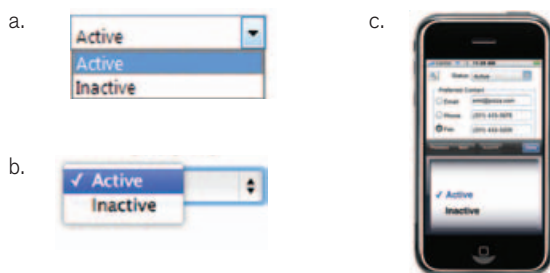 a.
Active
Active
Inactive
b.
✓ Active
Inactive
c.
Status: Active
Preferred Contact
Email
Phone
Fax
✓ Active
Inactive